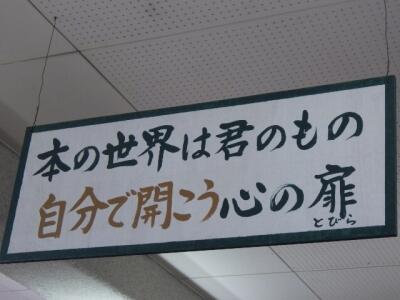 本の世界は君のもの
自分で開こう心の扉
とびら